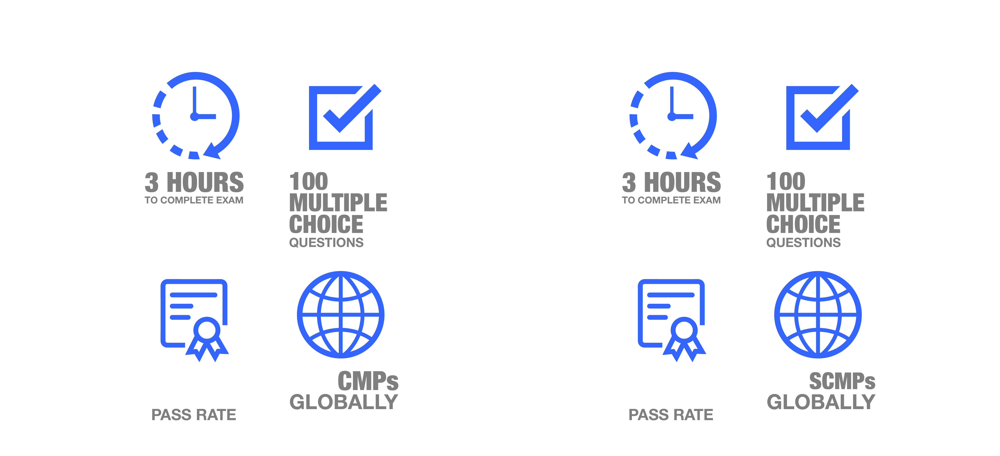 3 HOURS
TO COMPLETE EXAM
100
MULTIPLE
CHOICE
QUESTIONS
PASS RATE
CMPs
GLOBALLY
3 HOURS
TO COMPLETE EXAM
100
MULTIPLE
CHOICE
QUESTIONS
PASS RATE
SCMPs
GLOBALLY